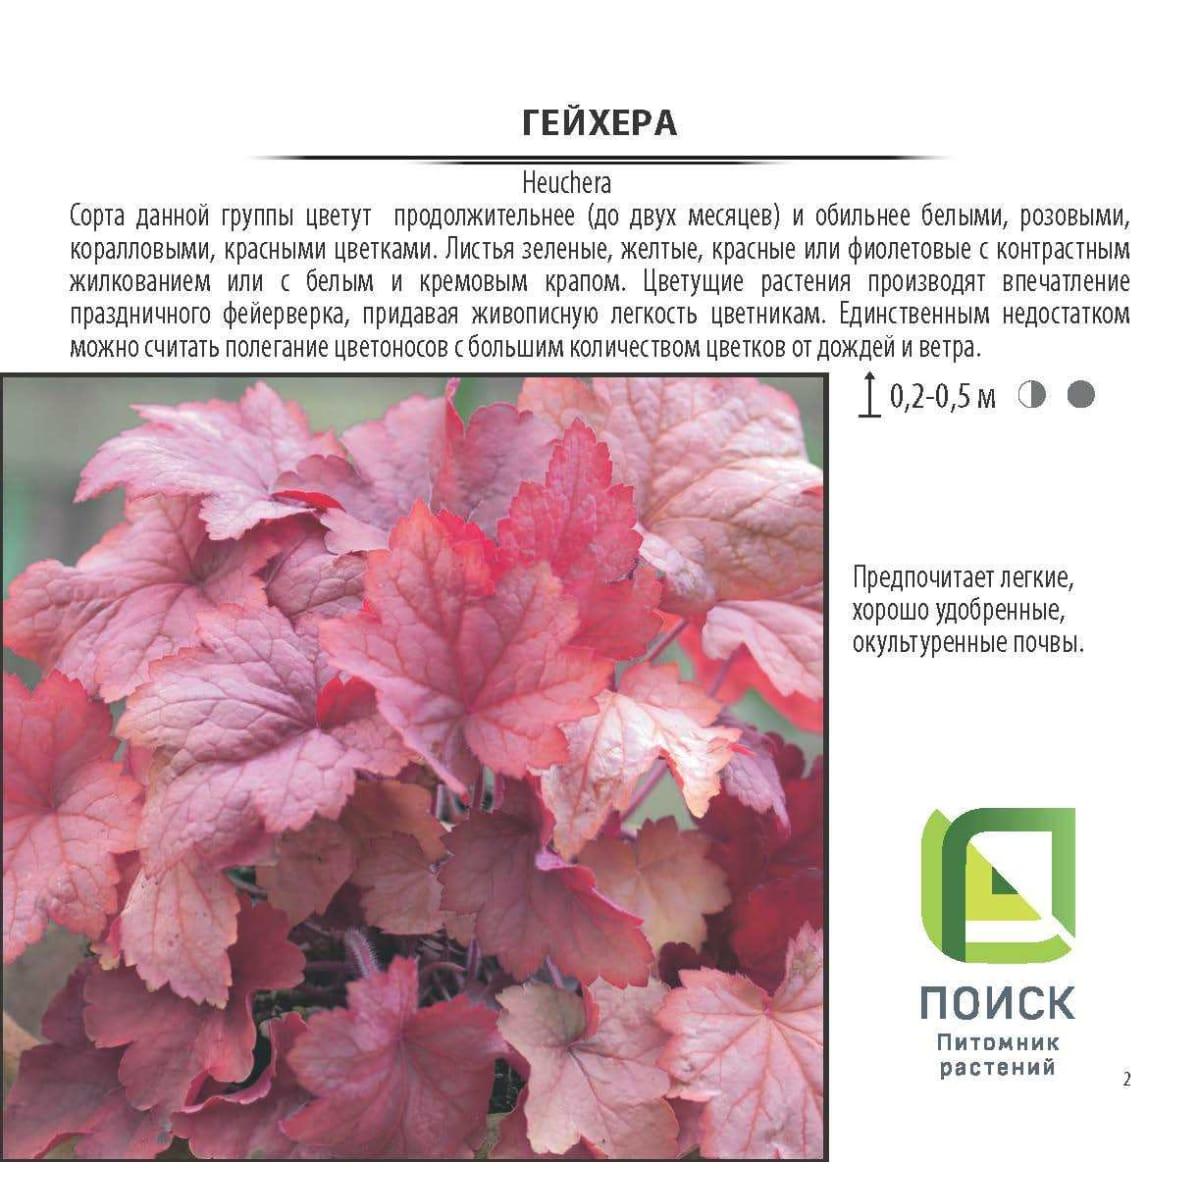 ГЕЙХЕРА
Heuchera
Сорта данной группы цветут продолжительнее (до двух месяцев) и обильнее белыми, розовыми,
коралловыми, красными цветками. Листья зеленые, желтые, красные или фиолетовые с контрастным
жилкованием или с белым и кремовым крапом. Цветущие растения производят впечатление
праздничного фейерверка, придавая живописную легкость цветникам. Единственным недостатком
можно считать полегание цветоносов с большим количеством цветков от дождей и ветра.
0,2-0,5 м
Предпочитает легкие,
хорошо удобренные,
окультуренные почвы.
ПОИСК
Питомник
растений
2